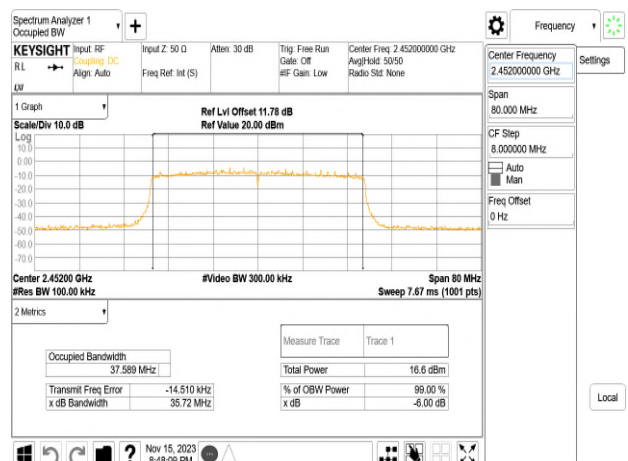 Spectrum Analyzer 1
Occupied BW
Frequency
KEYSIGHT
RL
Input: RF
Coupling: DC
Align: Auto
Input Z: 50 Ω
Freq Ref: Int (S)
Atten: 30 dB
Trig: Free Run
Gate: Off
#IF Gain: Low
Center Freq: 2.452000000 GHz
Avg|Hold: 50/50
Radio Std: None
Center Frequency
2.452000000 GHz
Settings
Span
80.000 MHz
CF Step
8.000000 MHz
Auto
Man
Freq Offset
0 Hz
1 Graph
Scale/Div 10.0 dB
Ref Lvl Offset 11.78 dB
Ref Value 20.00 dBm
Log
10.0
0.00
-10.0
-20.0
-30.0
-40.0
-50.0
-60.0
-70.0
Center 2.45200 GHz
#Video BW 300.00 kHz
Span 80 MHz
#Res BW 100.00 kHz
Sweep 7.67 ms (1001 pts)
2 Metrics
Measure Trace Trace 1
Occupied Bandwidth
37.589 MHz
Total Power 16.6 dBm
Transmit Freq Error -14.510 kHz
% of OBW Power 99.00 %
x dB Bandwidth 35.72 MHz
x dB -6.00 dB
Local
Nov 15, 2023
8:48:09 PM